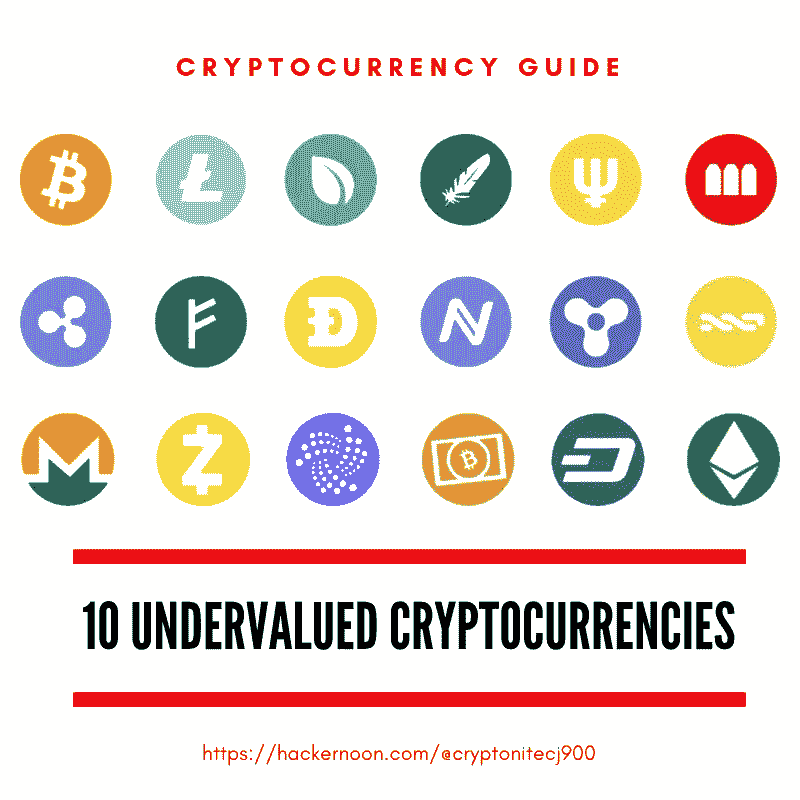 CRYPTOCURRENCY GUIDE
10 UNDERVALUED CRYPTOCURRENCIES
https://hackernoon.com/@cryptonitecj900